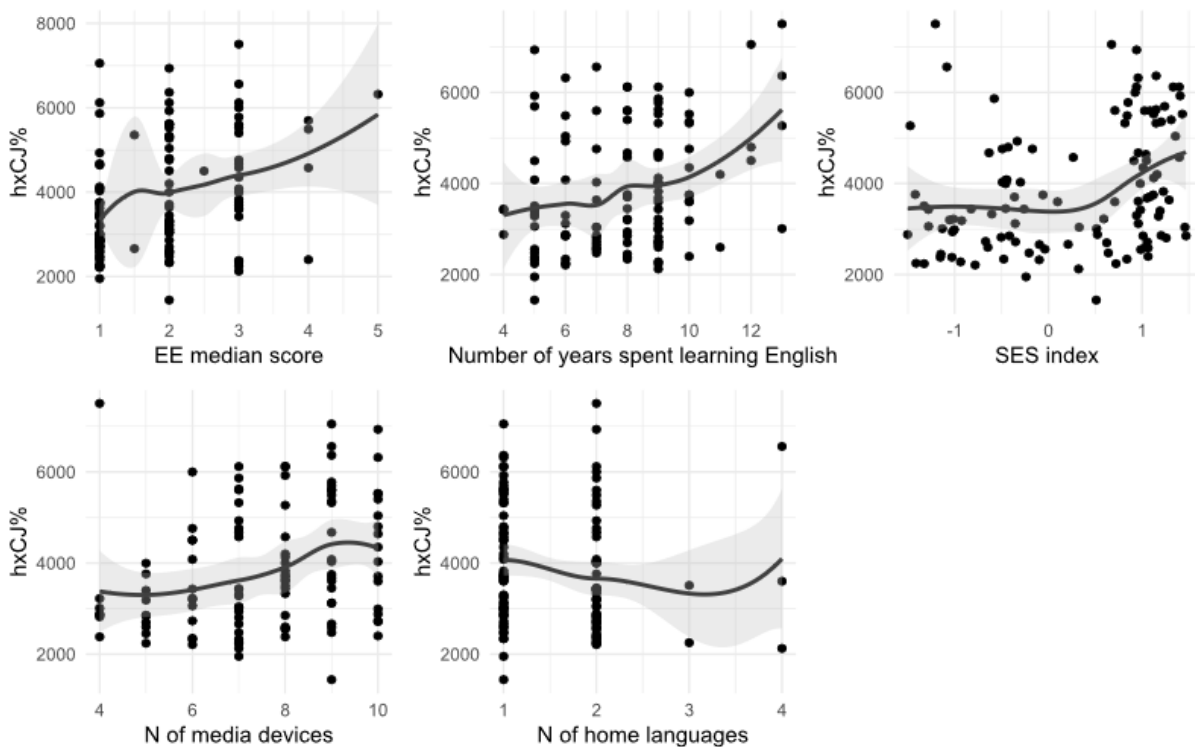 8000
6000
4000
2000
hxCJ%
1 2 3 4 5
EE median score
6000
4000
2000
hxCJ%
4 6 8 10 12
Number of years spent learning English
6000
4000
2000
hxCJ%
-1 0 1
SES index
6000
4000
2000
hxCJ%
4 6 8 10
N of media devices
6000
4000
2000
hxCJ%
1 2 3 4
N of home languages